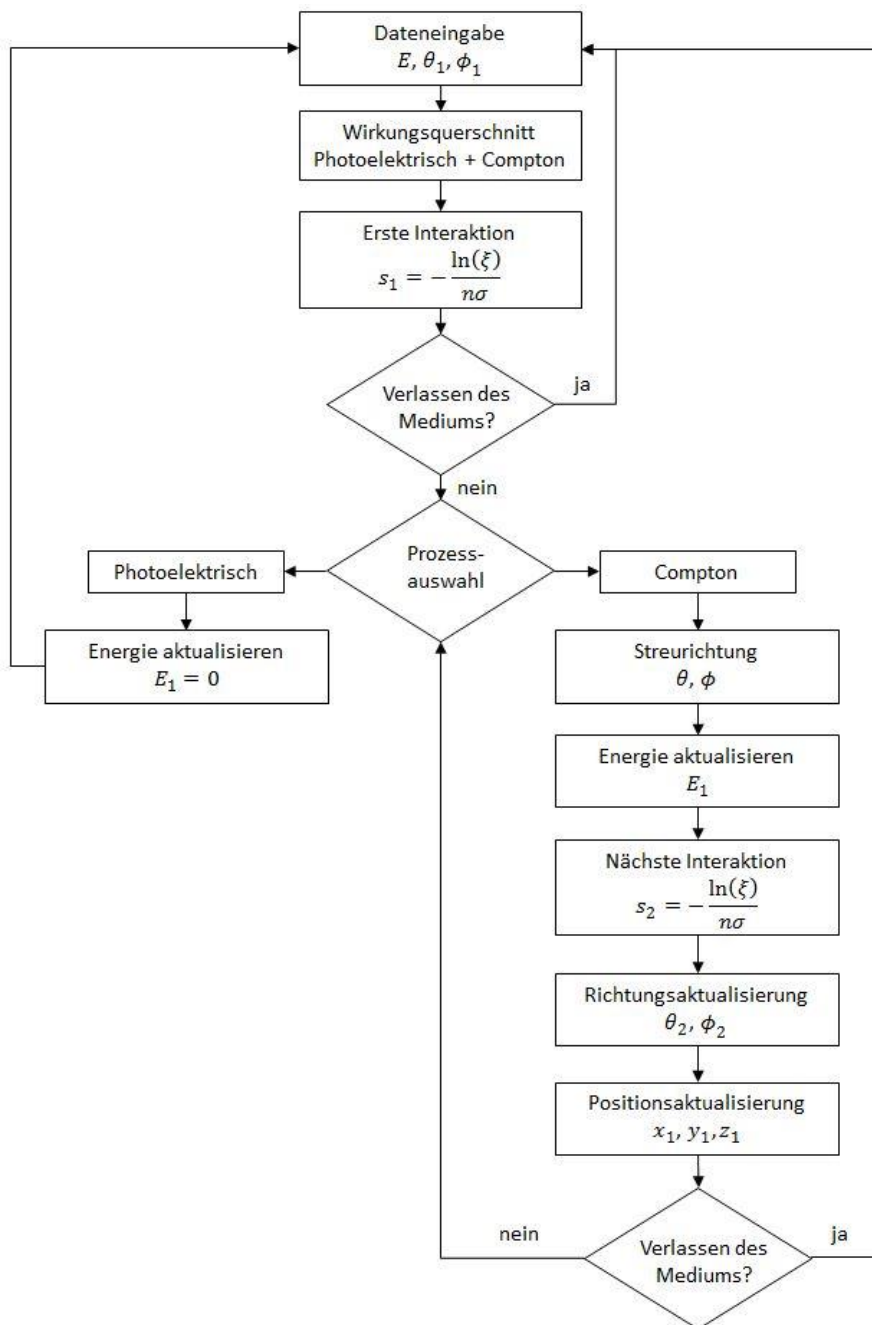 Dateneingabe
E, θ₁, ϕ₁
Wirkungsquerschnitt
Photoelektrisch + Compton
Erste Interaktion
s₁ = − ln(ξ) / nσ
Verlassen des
Mediums?
ja
nein
Prozess-
auswahl
Photoelektrisch
Energie aktualisieren
E₁ = 0
Compton
Streurichtung
θ, ϕ
Energie aktualisieren
E₁
Nächste Interaktion
s₂ = − ln(ξ) / nσ
Richtungsaktualisierung
θ₂, ϕ₂
Positionsaktualisierung
x₁, y₁,z₁
Verlassen des
Mediums?
nein
ja